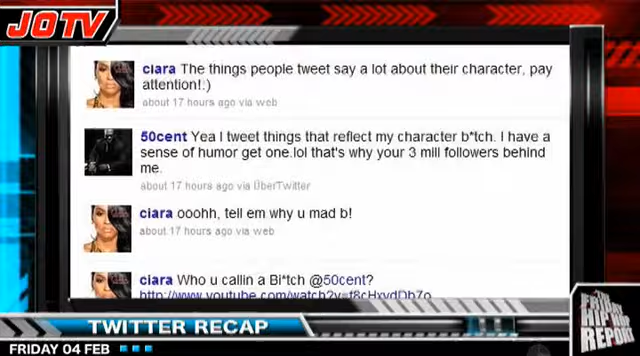 JOTV
ciara The things people tweet say a lot about their character, pay
attention!:)
about 17 hours ago via web
50cent Yea I tweet things that reflect my character b*tch. I have a
sense of humor get one.lol that's why your 3 mill followers behind
me.
about 17 hours ago via ÜberTwitter
ciara ooohh, tell em why u mad b!
about 17 hours ago via web
ciara Who u callin a Bi*tch @50cent?
http://www.youtube.com/watch?v=f8cHxvdDb7o
TWITTER RECAP
FRIDAY 04 FEB
HIP HOP
REPORT